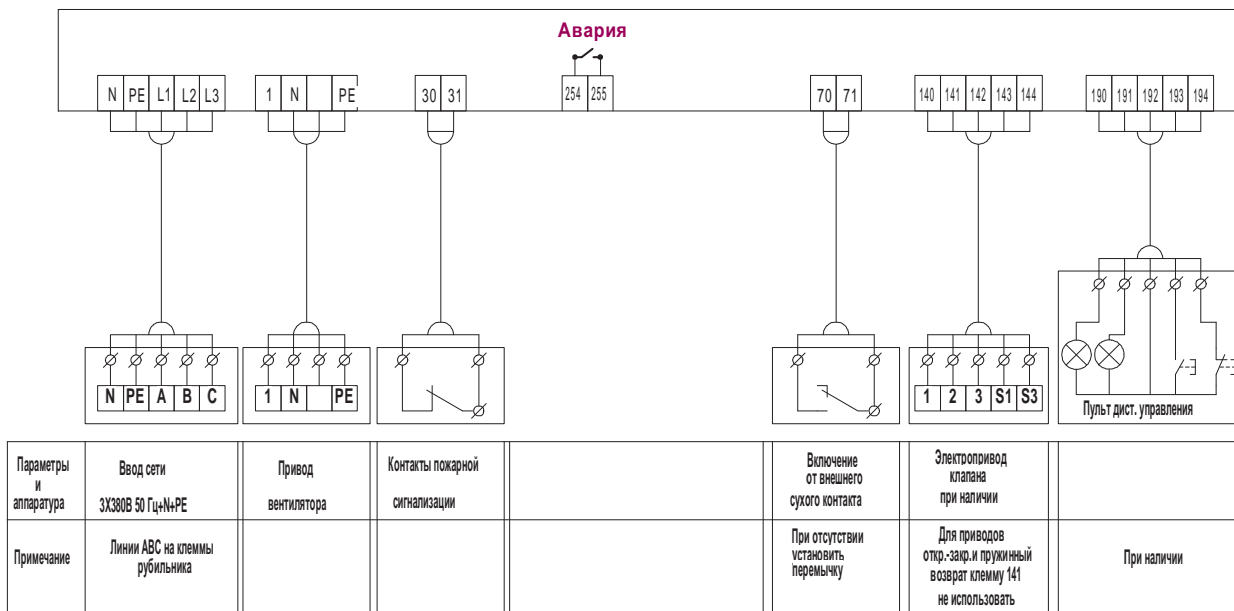 Авария
N PE L1 L2 L3
1 N PE
30 31
254 255
70 71
140 141 142 143 144
190 191 192 193 194
N PE A B C
1 N PE
1 2 3 S1 S3
Пульт дист. управления
Параметры
и
аппаратура
Ввод сети
3X380В 50 Гц+N+PE
Привод
вентилятора
Контакты пожарной
сигнализации
Включение
от внешнего
сухого контакта
Электропривод
клапана
при наличии
Примечание
Линии ABC на клеммы
рубильника
При отсутствии
установить
перемычку
Для приводов
откр.-закр.и пружинный
возврат клемму 141
не использовать
При наличии